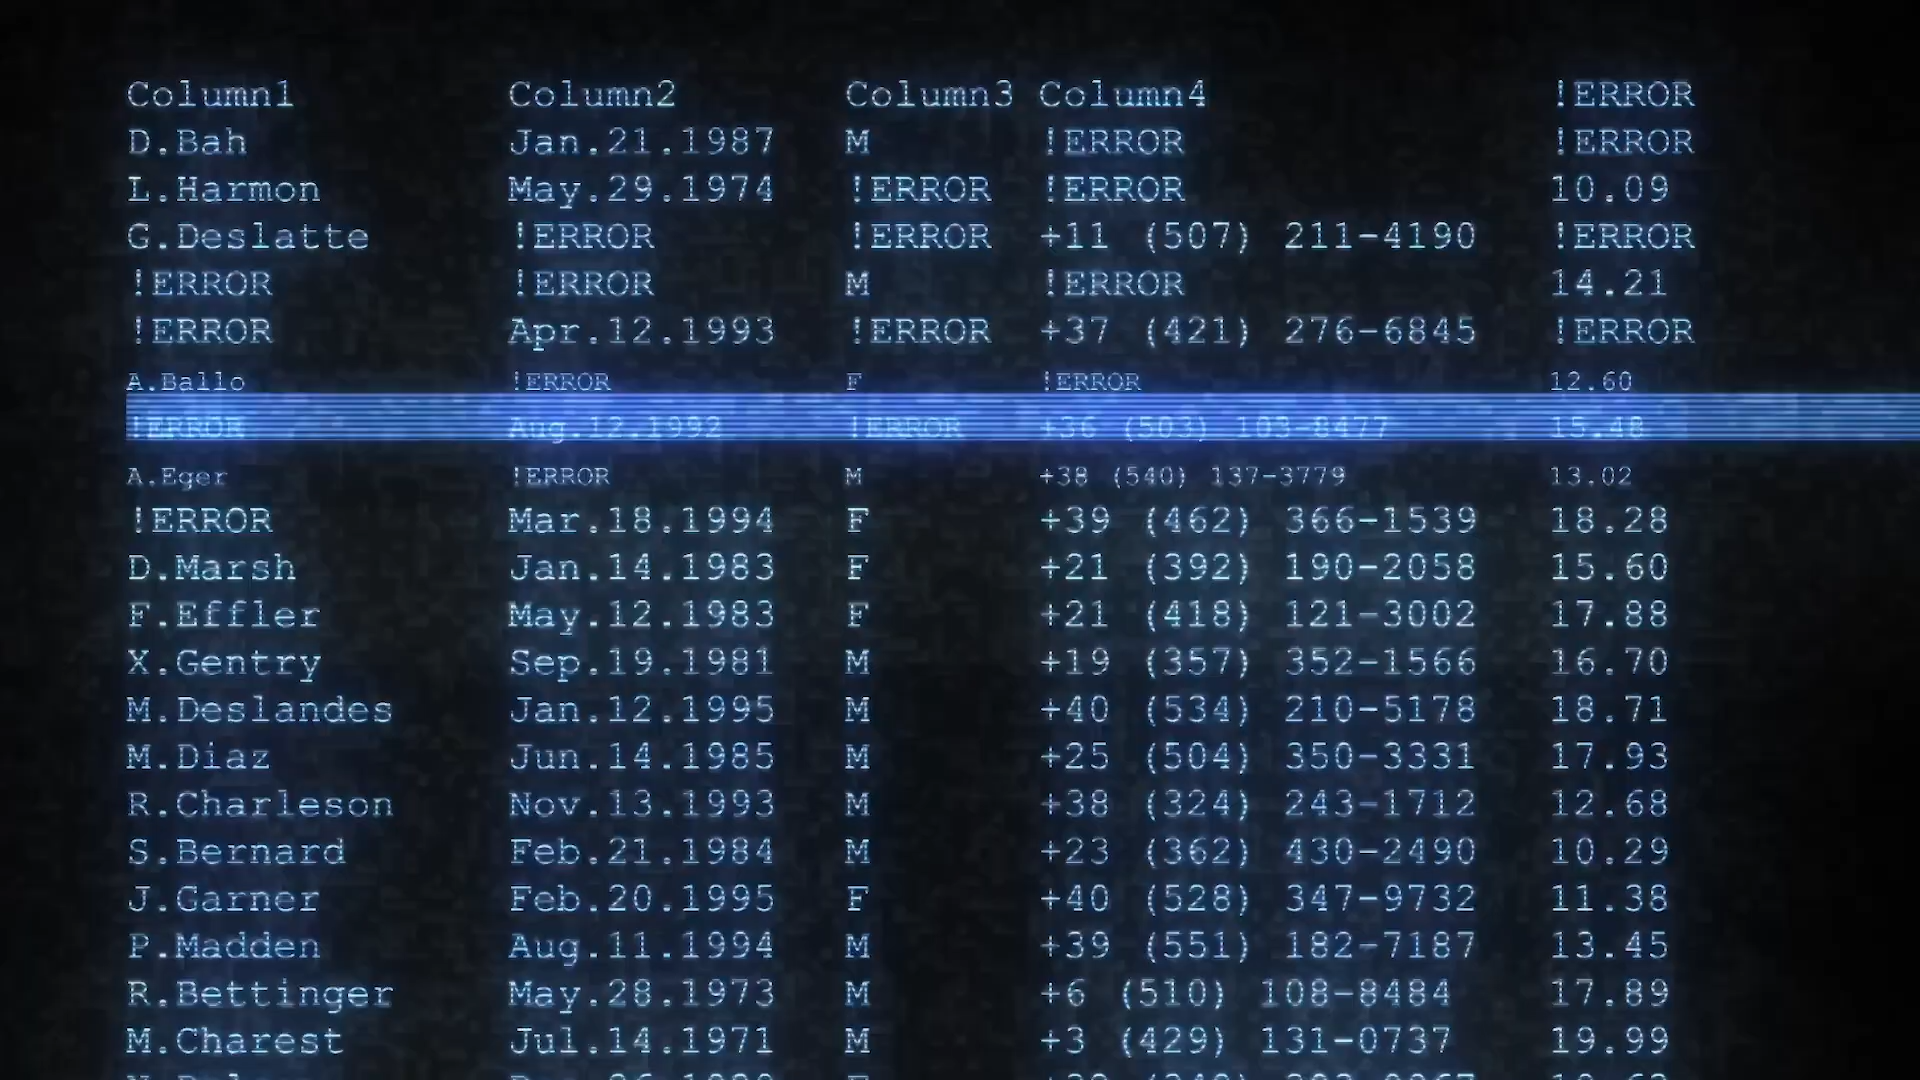 Column1 Column2 Column3 Column4 !ERROR
D.Bah Jan.21.1987 M !ERROR !ERROR
L.Harmon May.29.1974 !ERROR !ERROR 10.09
G.Deslatte !ERROR !ERROR +11 (507) 211-4190 !ERROR
!ERROR !ERROR M !ERROR 14.21
!ERROR Apr.12.1993 !ERROR +37 (421) 276-6845 !ERROR
A.Ballo !ERROR F !ERROR 12.60
!ERROR Aug.12.1992 !ERROR +36 (503) 103-8477 15.48
A.Eger !ERROR M +38 (540) 137-3779 13.02
!ERROR Mar.18.1994 F +39 (462) 366-1539 18.28
D.Marsh Jan.14.1983 F +21 (392) 190-2058 15.60
F.Effler May.12.1983 F +21 (418) 121-3002 17.88
X.Gentry Sep.19.1981 M +19 (357) 352-1566 16.70
M.Deslandes Jan.12.1995 M +40 (534) 210-5178 18.71
M.Diaz Jun.14.1985 M +25 (504) 350-3331 17.93
R.Charleson Nov.13.1993 M +38 (324) 243-1712 12.68
S.Bernard Feb.21.1984 M +23 (362) 430-2490 10.29
J.Garner Feb.20.1995 F +40 (528) 347-9732 11.38
P.Madden Aug.11.1994 M +39 (551) 182-7187 13.45
R.Bettinger May.28.1973 M +6 (510) 108-8484 17.89
M.Charest Jul.14.1971 M +3 (429) 131-0737 19.99